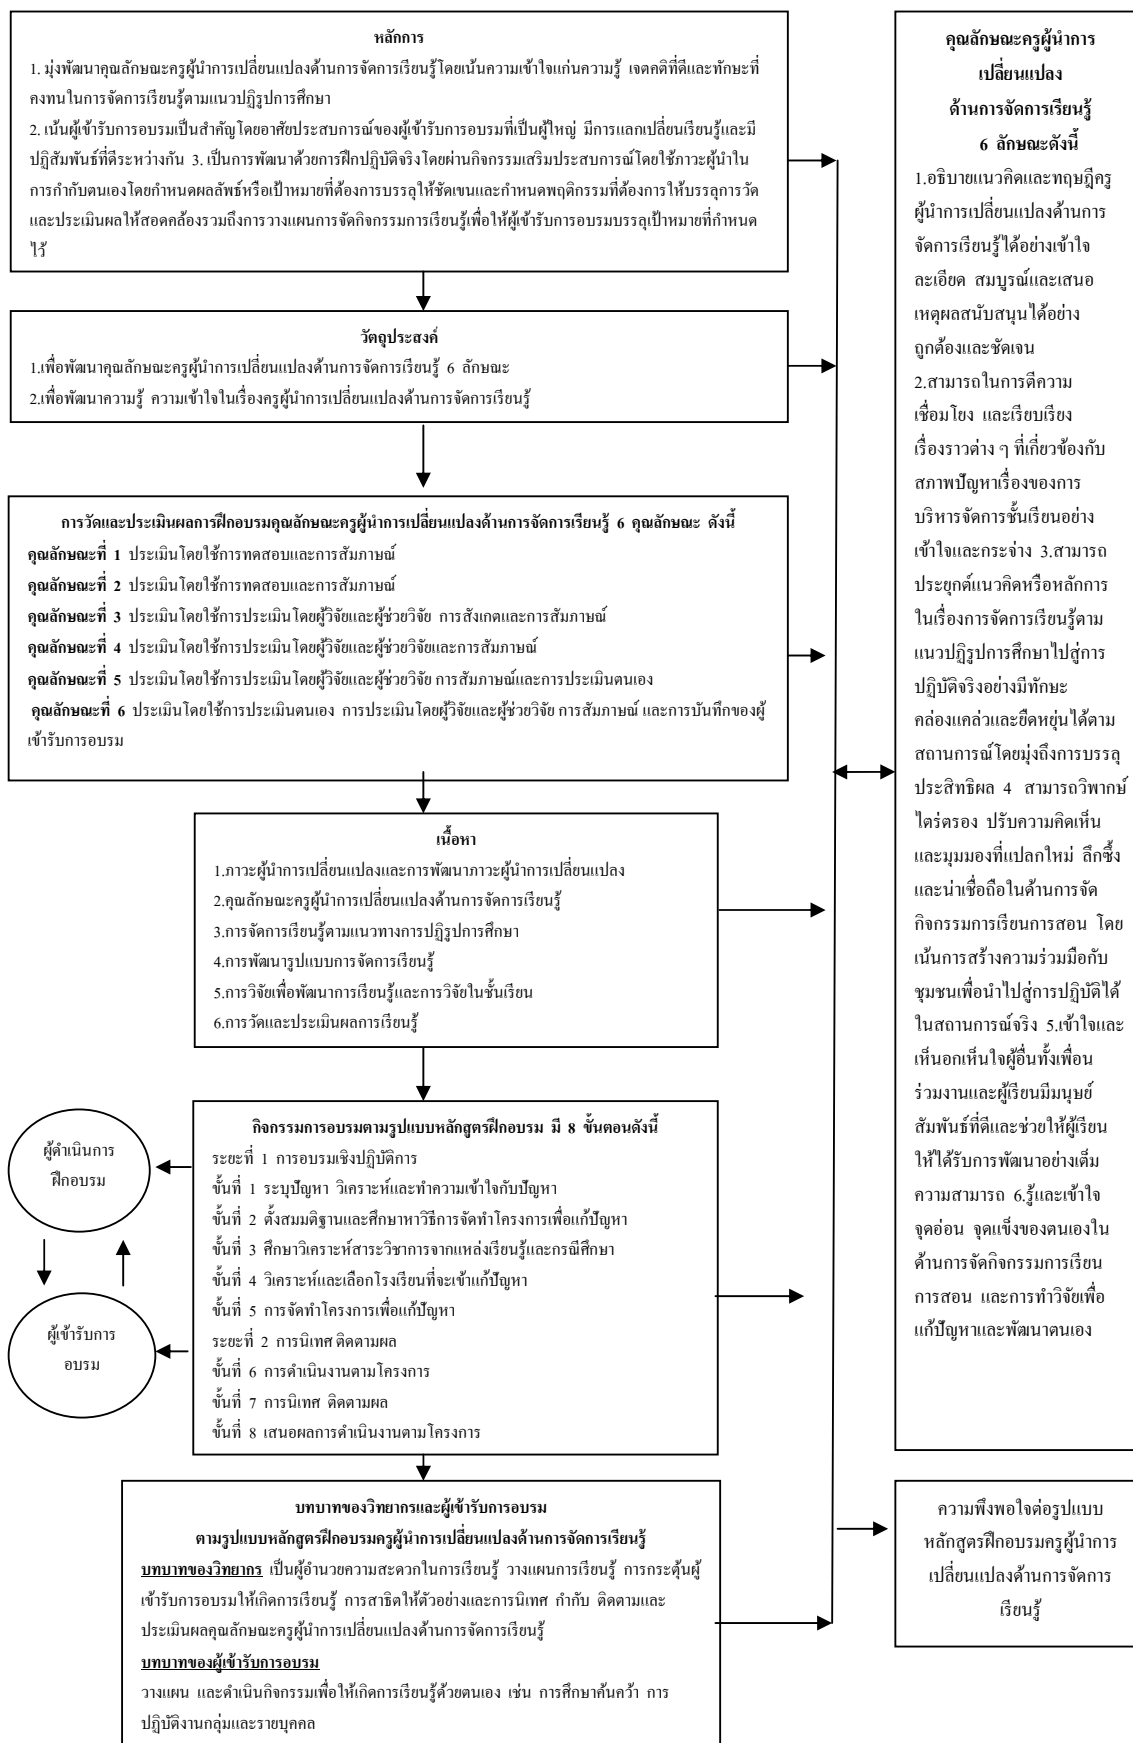 หลักการ
1. มุ่งพัฒนาคุณลักษณะครูผู้นำการเปลี่ยนแปลงด้านการจัดการเรียนรู้โดยเน้นความเข้าใจแก่นความรู้ เจตคติที่ดีและทักษะที่
คงทนในการจัดการเรียนรู้ตามแนวปฏิรูปการศึกษา
2. เน้นผู้เข้ารับการอบรมเป็นสำคัญโดยอาศัยประสบการณ์ของผู้เข้ารับการอบรมที่เป็นผู้ใหญ่ มีการแลกเปลี่ยนเรียนรู้และมี
ปฏิสัมพันธ์ที่ดีระหว่างกัน 3. เป็นการพัฒนาด้วยการฝึกปฏิบัติจริงโดยผ่านกิจกรรมเสริมประสบการณ์โดยใช้ภาวะผู้นำใน
การกำกับตนเองโดยกำหนดผลลัพธ์หรือเป้าหมายที่ต้องการบรรลุให้ชัดเขนและกำหนดพฤติกรรมที่ต้องการให้บรรลุการวัด
และประเมินผลให้สอดคล้องรวมถึงการวางแผนการจัดกิจกรรมการเรียนรู้เพื่อให้ผู้เข้ารับการอบรมบรรลุเป้าหมายที่กำหนด
ไว้
วัตถุประสงค์
1.เพื่อพัฒนาคุณลักษณะครูผู้นำการเปลี่ยนแปลงด้านการจัดการเรียนรู้ 6 ลักษณะ
2.เพื่อพัฒนาความรู้ ความเข้าใจในเรื่องครูผู้นำการเปลี่ยนแปลงด้านการจัดการเรียนรู้
การวัดและประเมินผลการฝึกอบรมคุณลักษณะครูผู้นำการเปลี่ยนแปลงด้านการจัดการเรียนรู้ 6 คุณลักษณะ ดังนี้
คุณลักษณะที่ 1 ประเมินโดยใช้การทดสอบและการสัมภาษณ์
คุณลักษณะที่ 2 ประเมินโดยใช้การทดสอบและการสัมภาษณ์
คุณลักษณะที่ 3 ประเมินโดยใช้การประเมินโดยผู้วิจัยและผู้ช่วยวิจัย การสังเกตและการสัมภาษณ์
คุณลักษณะที่ 4 ประเมินโดยใช้การประเมินโดยผู้วิจัยและผู้ช่วยวิจัยและการสัมภาษณ์
คุณลักษณะที่ 5 ประเมินโดยใช้การประเมินโดยผู้วิจัยและผู้ช่วยวิจัย การสัมภาษณ์และการประเมินตนเอง
คุณลักษณะที่ 6 ประเมินโดยใช้การประเมินตนเอง การประเมินโดยผู้วิจัยและผู้ช่วยวิจัย การสัมภาษณ์ และการบันทึกของผู้
เข้ารับการอบรม
เนื้อหา
1.ภาวะผู้นำการเปลี่ยนแปลงและการพัฒนาภาวะผู้นำการเปลี่ยนแปลง
2.คุณลักษณะครูผู้นำการเปลี่ยนแปลงด้านการจัดการเรียนรู้
3.การจัดการเรียนรู้ตามแนวทางการปฏิรูปการศึกษา
4.การพัฒนารูปแบบการจัดการเรียนรู้
5.การวิจัยเพื่อพัฒนาการเรียนรู้และการวิจัยในชั้นเรียน
6.การวัดและประเมินผลการเรียนรู้
ผู้ดำเนินการ
ฝึกอบรม
ผู้เข้ารับการ
อบรม
กิจกรรมการอบรมตามรูปแบบหลักสูตรฝึกอบรม มี 8 ขั้นตอนดังนี้
ระยะที่ 1 การอบรมเชิงปฏิบัติการ
ขั้นที่ 1 ระบุปัญหา วิเคราะห์และทำความเข้าใจกับปัญหา
ขั้นที่ 2 ตั้งสมมติฐานและศึกษาหาวิธีการจัดทำโครงการเพื่อแก้ปัญหา
ขั้นที่ 3 ศึกษาวิเคราะห์สาระวิชาการจากแหล่งเรียนรู้และกรณีศึกษา
ขั้นที่ 4 วิเคราะห์และเลือกโรงเรียนที่จะเข้าแก้ปัญหา
ขั้นที่ 5 การจัดทำโครงการเพื่อแก้ปัญหา
ระยะที่ 2 การนิเทศ ติดตามผล
ขั้นที่ 6 การดำเนินงานตามโครงการ
ขั้นที่ 7 การนิเทศ ติดตามผล
ขั้นที่ 8 เสนอผลการดำเนินงานตามโครงการ
บทบาทของวิทยากรและผู้เข้ารับการอบรม
ตามรูปแบบหลักสูตรฝึกอบรมครูผู้นำการเปลี่ยนแปลงด้านการจัดการเรียนรู้
บทบาทของวิทยากร เป็นผู้อำนวยความสะดวกในการเรียนรู้ วางแผนการเรียนรู้ การกระตุ้นผู้
เข้ารับการอบรมให้เกิดการเรียนรู้ การสาธิตให้ตัวอย่างและการนิเทศ กำกับ ติดตามและ
ประเมินผลคุณลักษณะครูผู้นำการเปลี่ยนแปลงด้านการจัดการเรียนรู้
บทบาทของผู้เข้ารับการอบรม
วางแผน และดำเนินกิจกรรมเพื่อให้เกิดการเรียนรู้ด้วยตนเอง เช่น การศึกษาค้นคว้า การ
ปฏิบัติงานกลุ่มและรายบุคคล
คุณลักษณะครูผู้นำการ
เปลี่ยนแปลง
ด้านการจัดการเรียนรู้
6 ลักษณะดังนี้
1.อธิบายแนวคิดและทฤษฎีครู
ผู้นำการเปลี่ยนแปลงด้านการ
จัดการเรียนรู้ได้อย่างเข้าใจ
ละเอียด สมบูรณ์และเสนอ
เหตุผลสนับสนุนได้อย่าง
ถูกต้องและชัดเจน
2.สามารถในการตีความ
เชื่อมโยง และเรียบเรียง
เรื่องราวต่าง ๆ ที่เกี่ยวข้องกับ
สภาพปัญหาเรื่องของการ
บริหารจัดการชั้นเรียนอย่าง
เข้าใจและกระจ่าง 3.สามารถ
ประยุกต์แนวคิดหรือหลักการ
ในเรื่องการจัดการเรียนรู้ตาม
แนวปฏิรูปการศึกษาไปสู่การ
ปฏิบัติจริงอย่างมีทักษะ
คล่องแคล่วและยืดหยุ่นได้ตาม
สถานการณ์โดยมุ่งถึงการบรรลุ
ประสิทธิผล 4 สามารถวิพากษ์
ไตร่ตรอง ปรับความคิดเห็น
และมุมมองที่แปลกใหม่ ลึกซึ้ง
และน่าเชื่อถือในด้านการจัด
กิจกรรมการเรียนการสอน โดย
เน้นการสร้างความร่วมมือกับ
ชุมชนเพื่อนำไปสู่การปฏิบัติได้
ในสถานการณ์จริง 5.เข้าใจและ
เห็นอกเห็นใจผู้อื่นทั้งเพื่อน
ร่วมงานและผู้เรียนมีมนุษย์
สัมพันธ์ที่ดีและช่วยให้ผู้เรียน
ให้ได้รับการพัฒนาอย่างเต็ม
ความสามารถ 6.รู้และเข้าใจ
จุดอ่อน จุดแข็งของตนเองใน
ด้านการจัดกิจกรรมการเรียน
การสอน และการทำวิจัยเพื่อ
แก้ปัญหาและพัฒนาตนเอง
ความพึงพอใจต่อรูปแบบ
หลักสูตรฝึกอบรมครูผู้นำการ
เปลี่ยนแปลงด้านการจัดการ
เรียนรู้